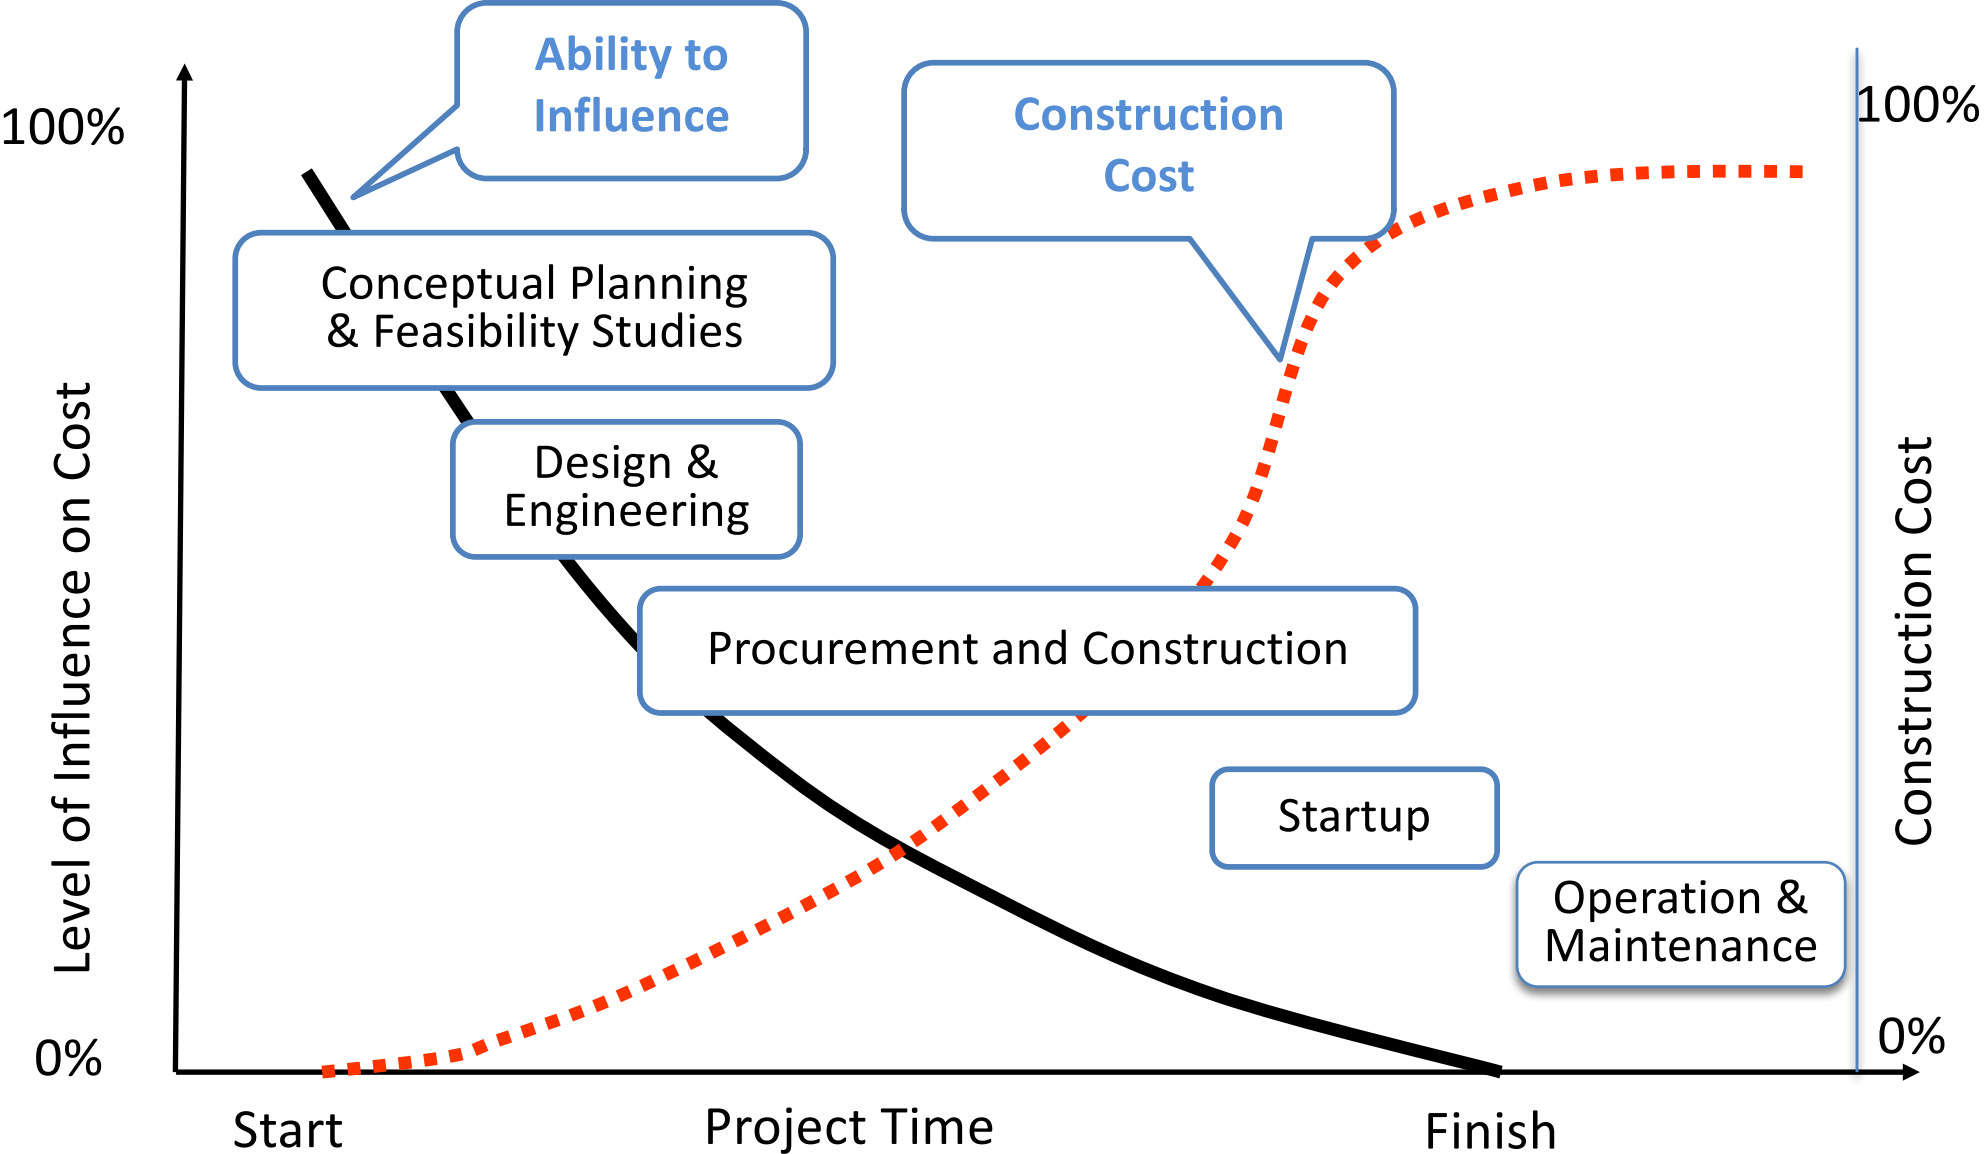 Ability to
Influence
100%
100%
Construction
Cost
Conceptual Planning
& Feasibility Studies
Level of Influence on Cost
Construction Cost
Design &
Engineering
Procurement and Construction
Startup
Operation &
Maintenance
0%
0%
Start
Project Time
Finish